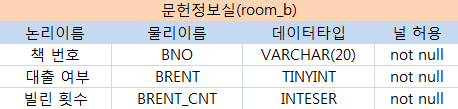 문헌정보실(room_b)
논리이름 물리이름 데이터타입 널 허용
책 번호 BNO VARCHAR(20) not null
대출 여부 BRENT TINYINT not null
빌린 횟수 BRENT_CNT INTESER not null